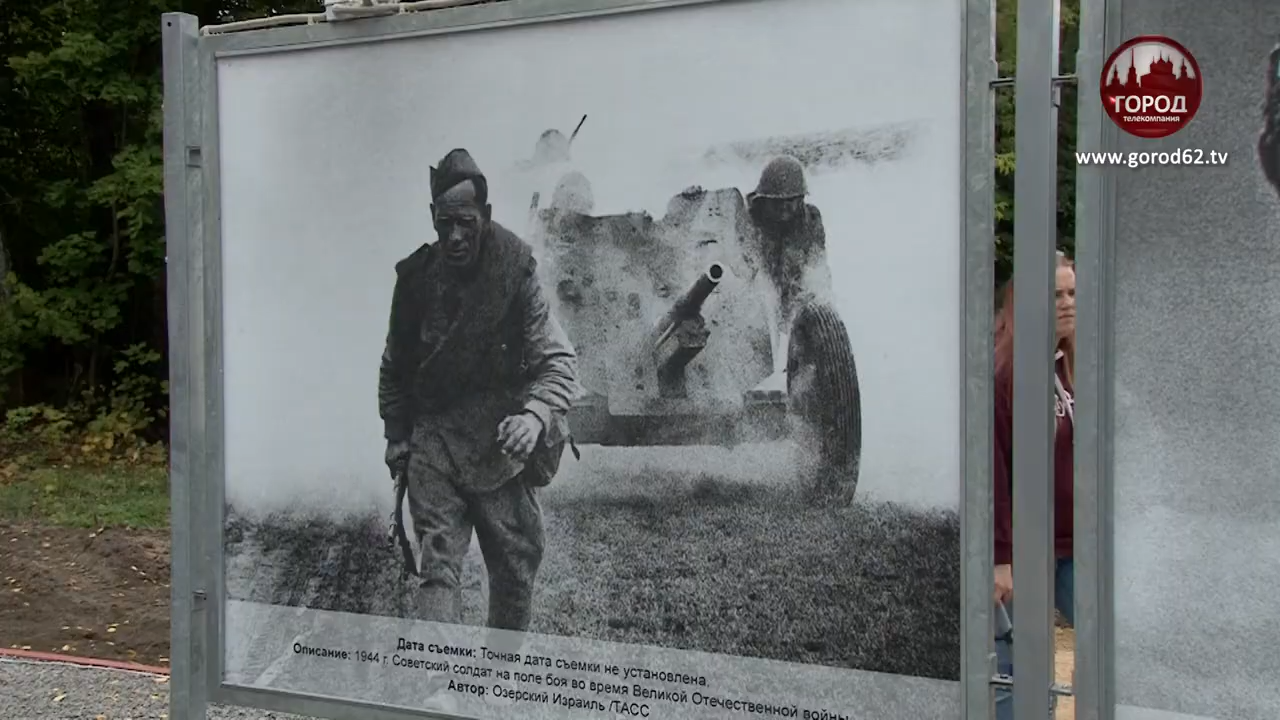 ГОРОД
телекомпания
www.gorod62.tv
Дата съемки: Точная дата съемки не установлена.
Описание: 1944 г. Советский солдат на поле боя во время Великой Отечественной войны
Автор: Озерский Израиль /ТАСС